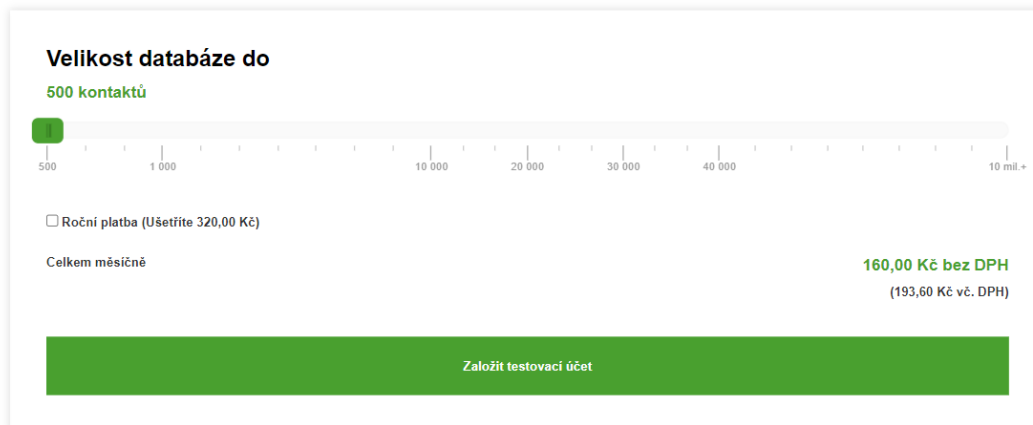 Velikost databáze do
500 kontaktů
500 1 000 10 000 20 000 30 000 40 000 10 mil.+
Roční platba (Ušetříte 320,00 Kč)
Celkem měsíčně 160,00 Kč bez DPH
(193,60 Kč vč. DPH)
Založit testovací účet